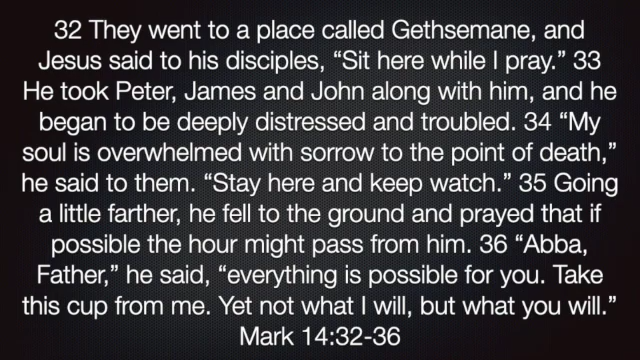 32 They went to a place called Gethsemane, and
Jesus said to his disciples, “Sit here while I pray.” 33
He took Peter, James and John along with him, and he
began to be deeply distressed and troubled. 34 “My
soul is overwhelmed with sorrow to the point of death,”
he said to them. “Stay here and keep watch.” 35 Going
a little farther, he fell to the ground and prayed that if
possible the hour might pass from him. 36 “Abba,
Father,” he said, “everything is possible for you. Take
this cup from me. Yet not what I will, but what you will.”
Mark 14:32-36